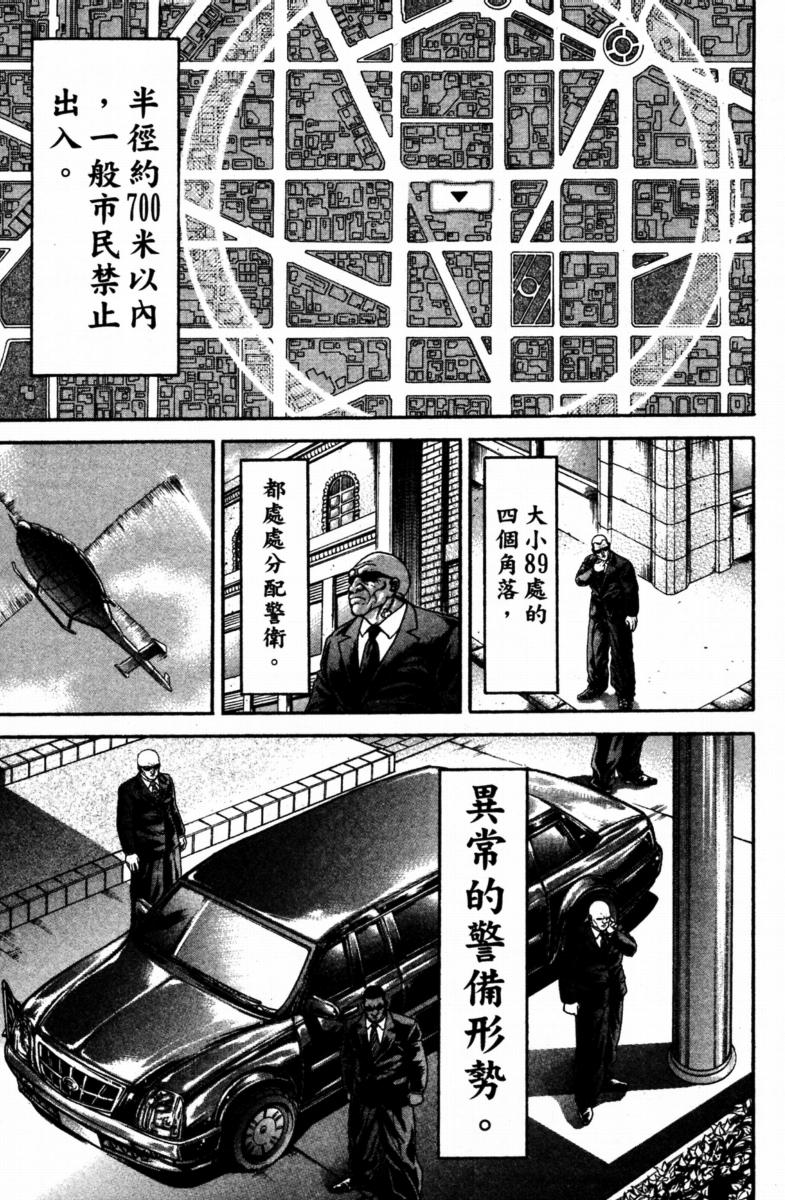 半徑約700米以內
，一般市民禁止
出入。
大小89處的
四個角落，
都處處分配警衛。
異常的警備形勢。